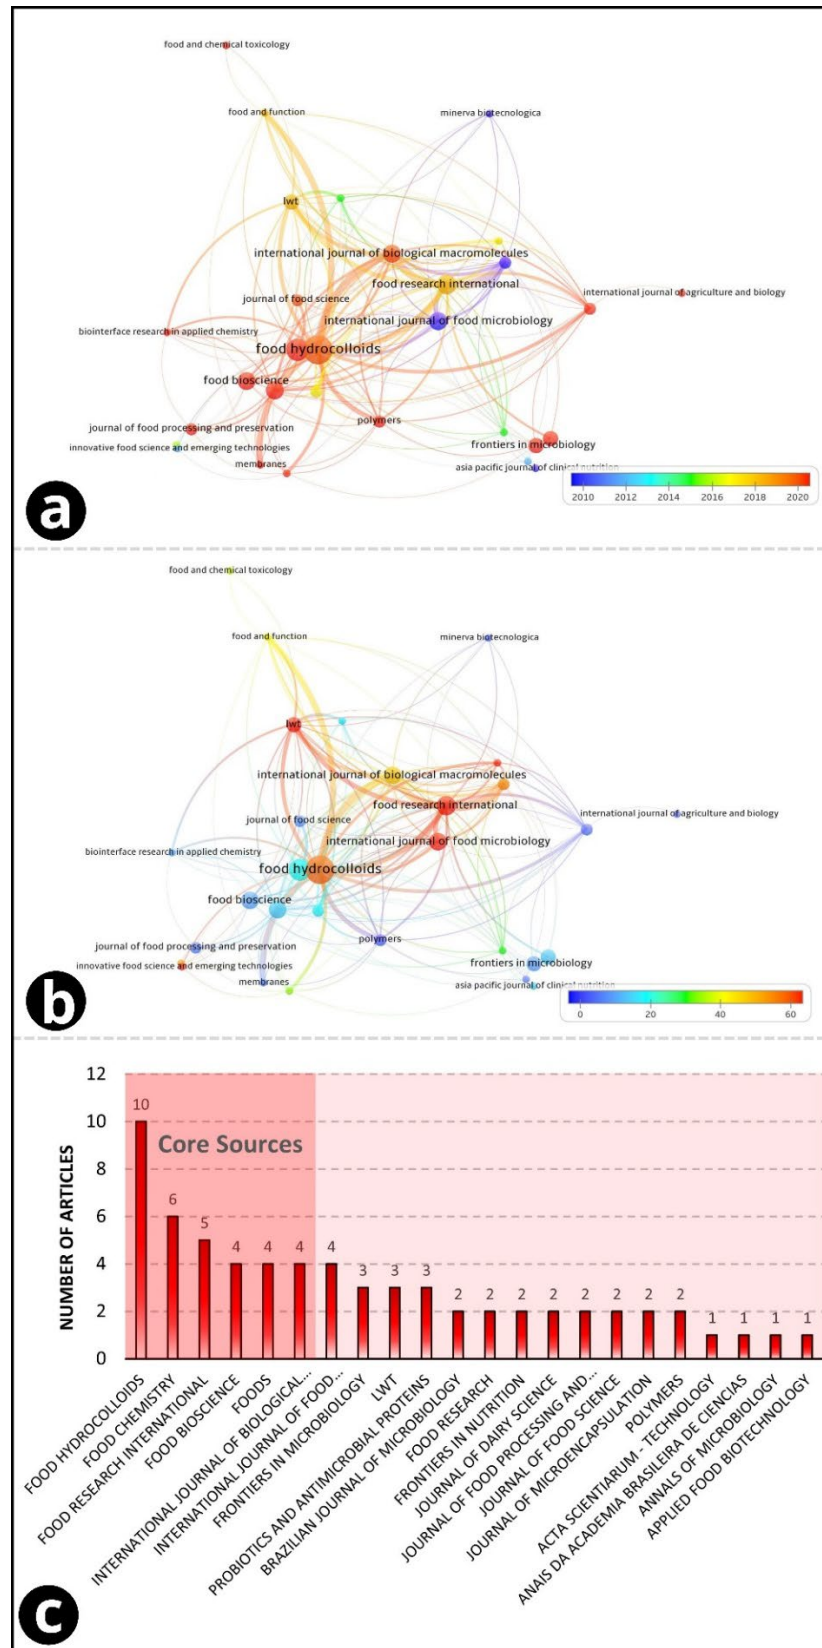 food and chemical toxicology
food and function
minerva biotecnologica
lwt
international journal of biological macromolecules
food research international
international journal of agriculture and biology
journal of food science
international journal of food microbiology
biointerface research in applied chemistry
food hydrocolloids
food bioscience
polymers
journal of food processing and preservation
frontiers in microbiology
innovative food science and emerging technologies
membranes
asia pacific journal of clinical nutrition
2010 2012 2014 2016 2018 2020
a
food and chemical toxicology
food and function
minerva biotecnologica
lwt
international journal of biological macromolecules
food research international
international journal of agriculture and biology
journal of food science
international journal of food microbiology
biointerface research in applied chemistry
food hydrocolloids
food bioscience
polymers
journal of food processing and preservation
frontiers in microbiology
innovative food science and emerging technologies
membranes
asia pacific journal of clinical nutrition
0 20 40 60
b
NUMBER OF ARTICLES
12
10
8
6
4
2
0
Core Sources
10
6
5
4
4
4
4
3
3
3
2
2
2
2
2
2
2
2
1
1
1
1
FOOD HYDROCOLLOIDS
FOOD CHEMISTRY
FOOD RESEARCH INTERNATIONAL
FOOD BIOSCIENCE
FOODS
INTERNATIONAL JOURNAL OF BIOLOGICAL...
INTERNATIONAL JOURNAL OF FOOD...
FRONTIERS IN MICROBIOLOGY
LWT
PROBIOTICS AND ANTIMICROBIAL PROTEINS
BRAZILIAN JOURNAL OF MICROBIOLOGY
FOOD RESEARCH
FRONTIERS IN NUTRITION
JOURNAL OF DAIRY SCIENCE
JOURNAL OF FOOD PROCESSING AND...
JOURNAL OF FOOD SCIENCE
JOURNAL OF MICROENCAPSULATION
POLYMERS
ACTA SCIENTIARUM - TECHNOLOGY
ANAIS DA ACADEMIA BRASILEIRA DE CIENCIAS
ANNALS OF MICROBIOLOGY
APPLIED FOOD BIOTECHNOLOGY
c